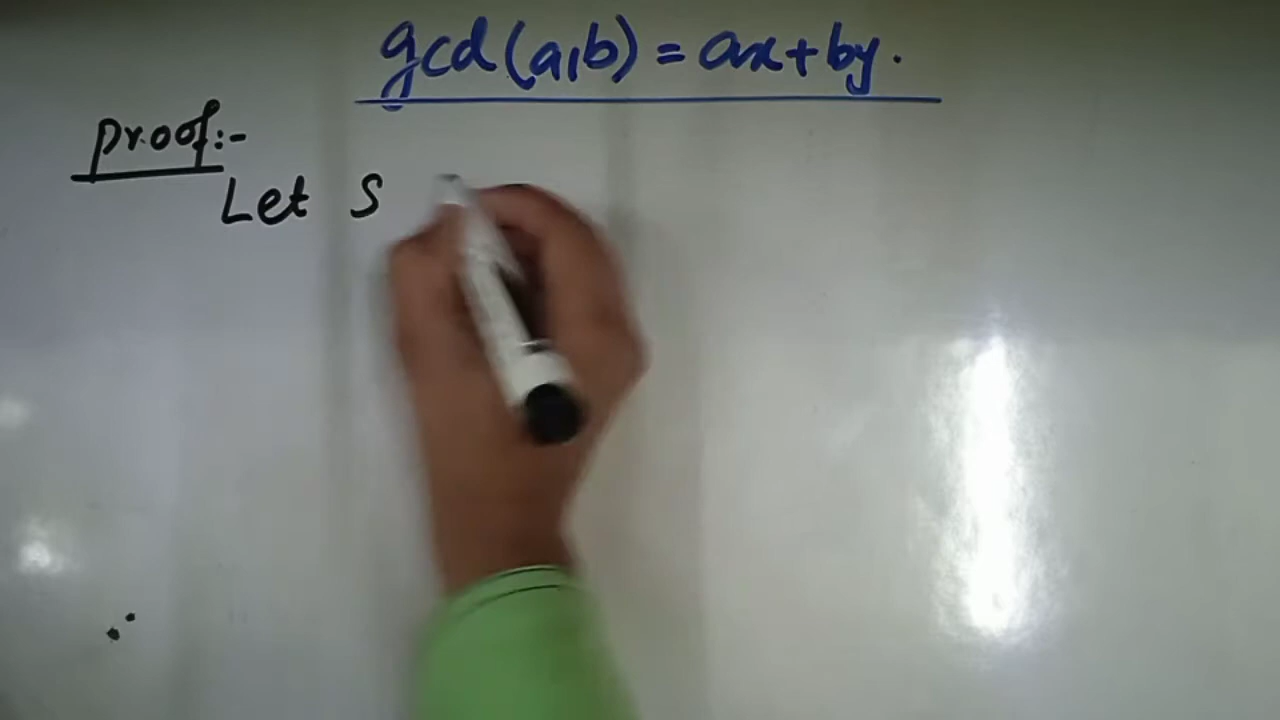 gcd(a,b) = ax+by.
Proof:-
Let S